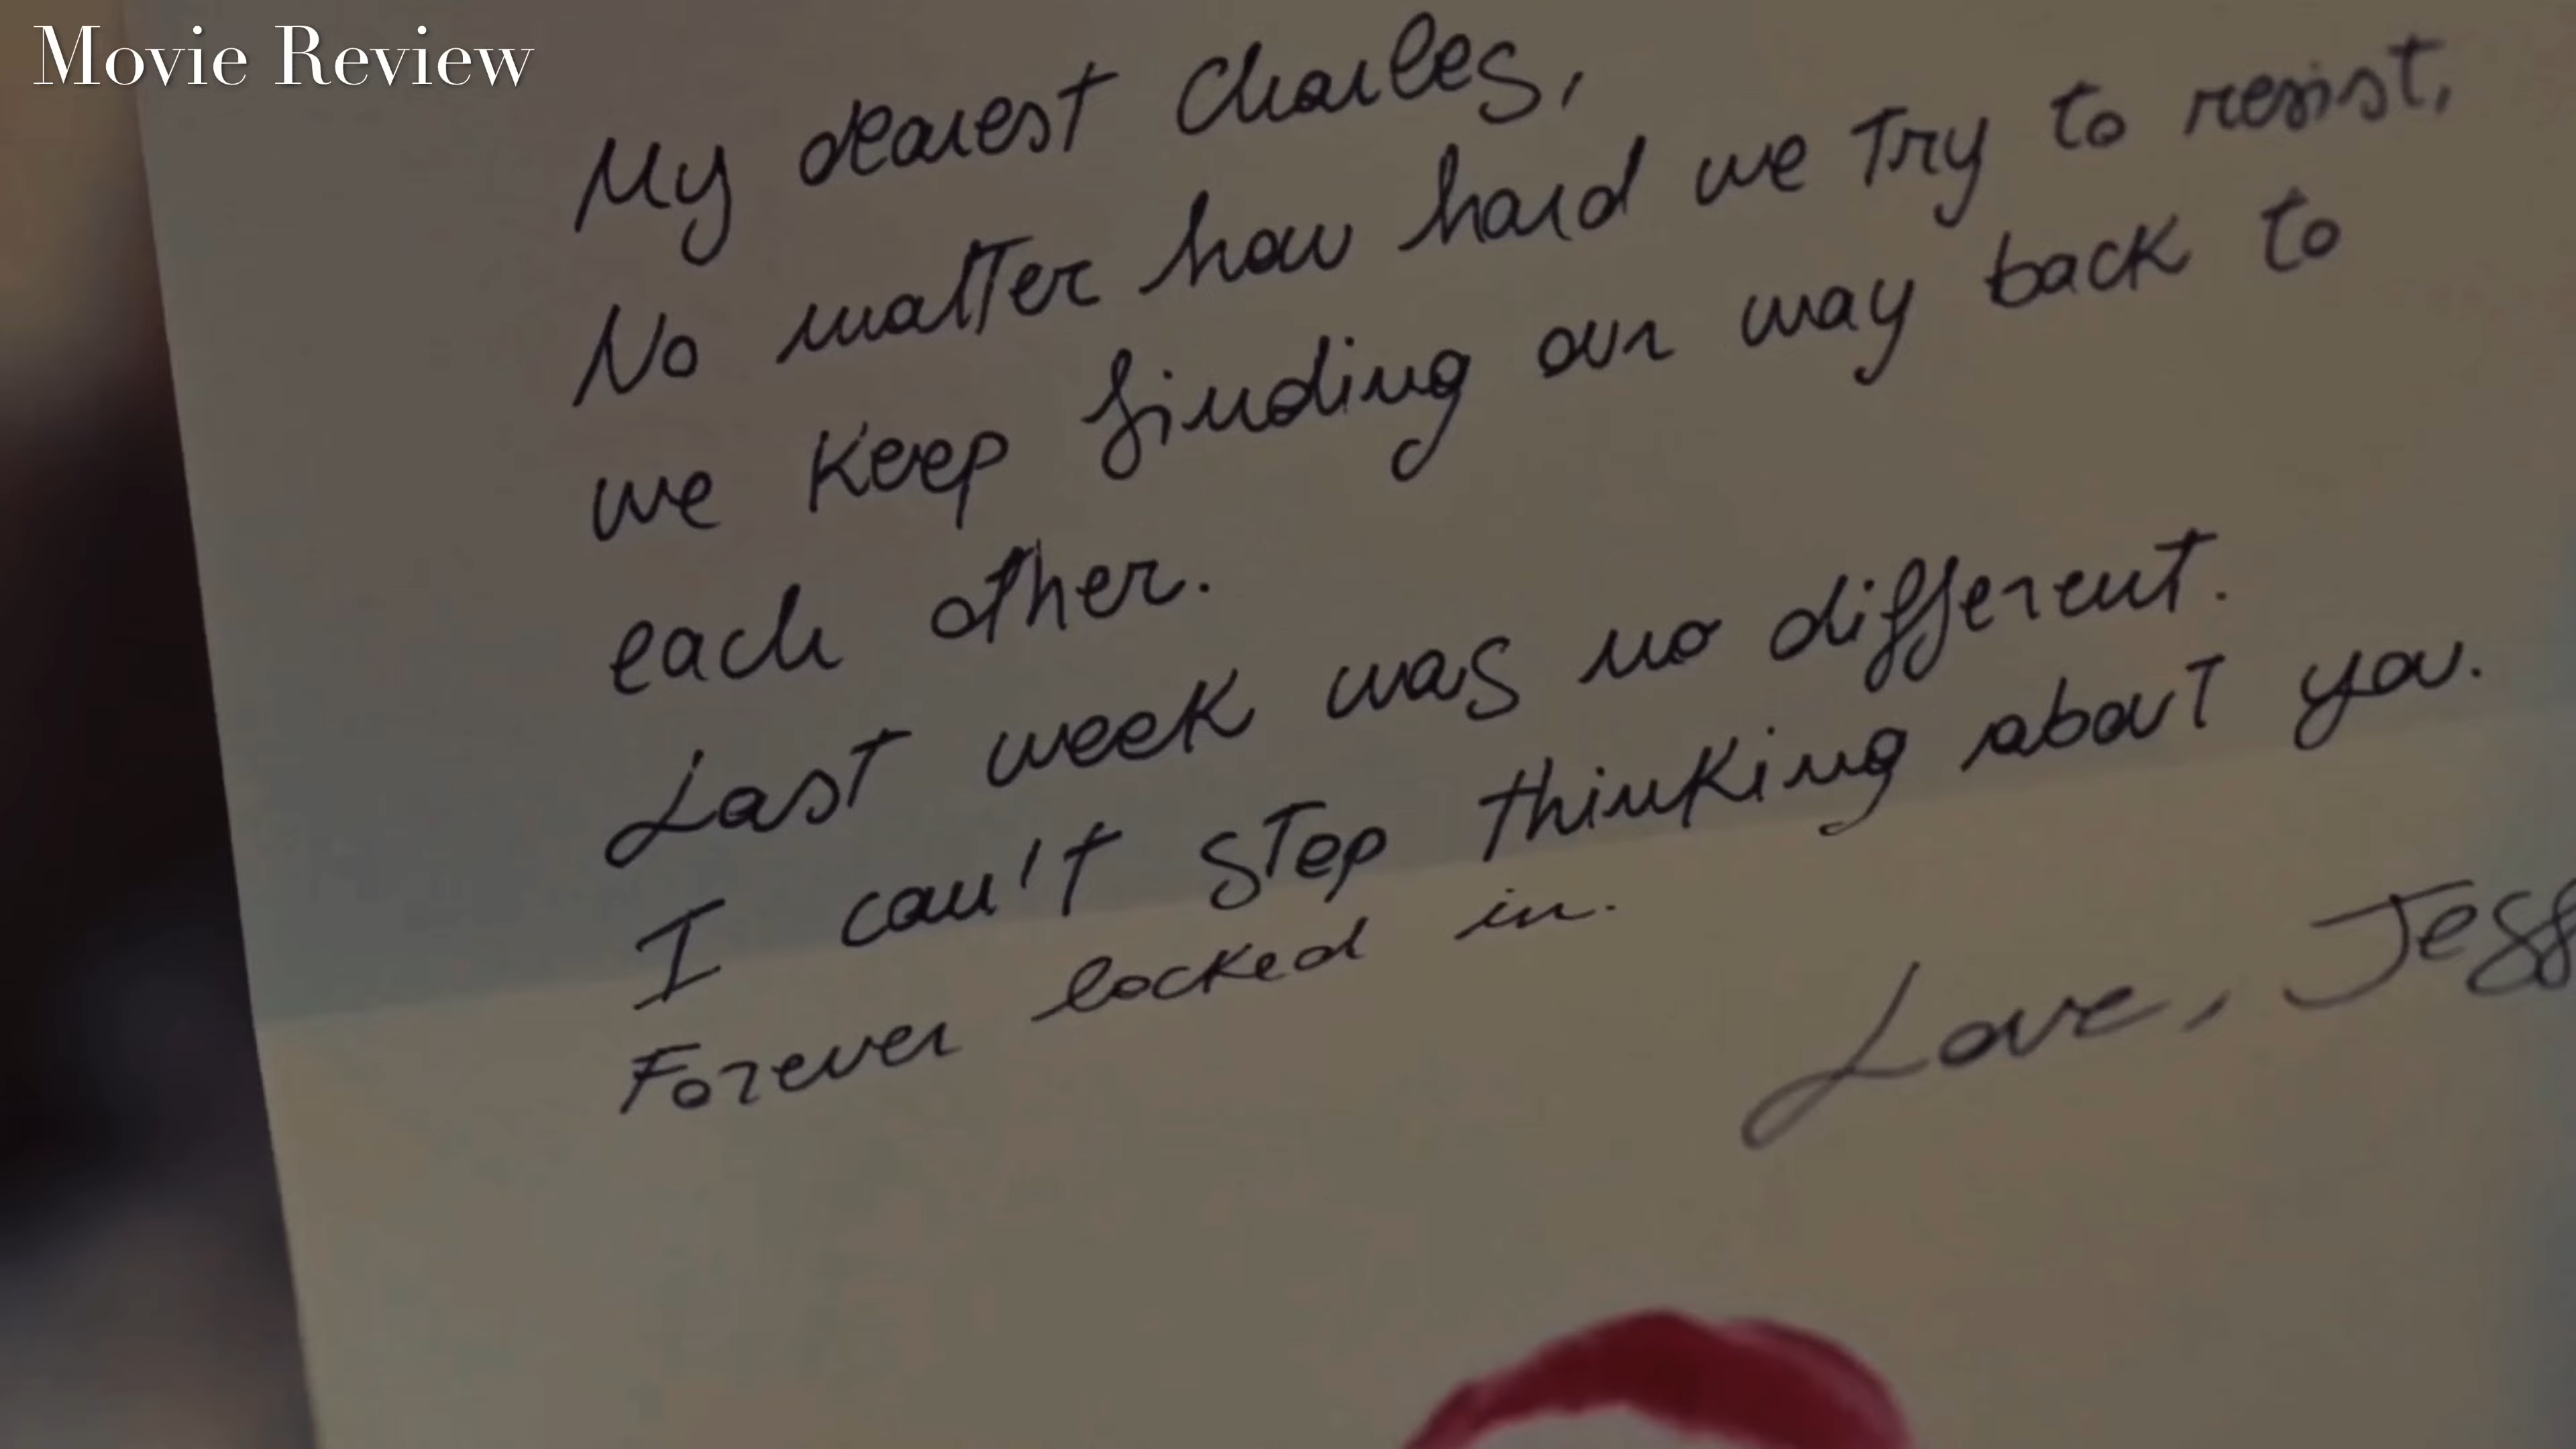 Movie Review
My dearest Charles,
No matter how hard we try to resist,
we keep finding our way back to
each other.
Last week was no different.
I can't stop thinking about you.
Forever locked in.
Love, Jess